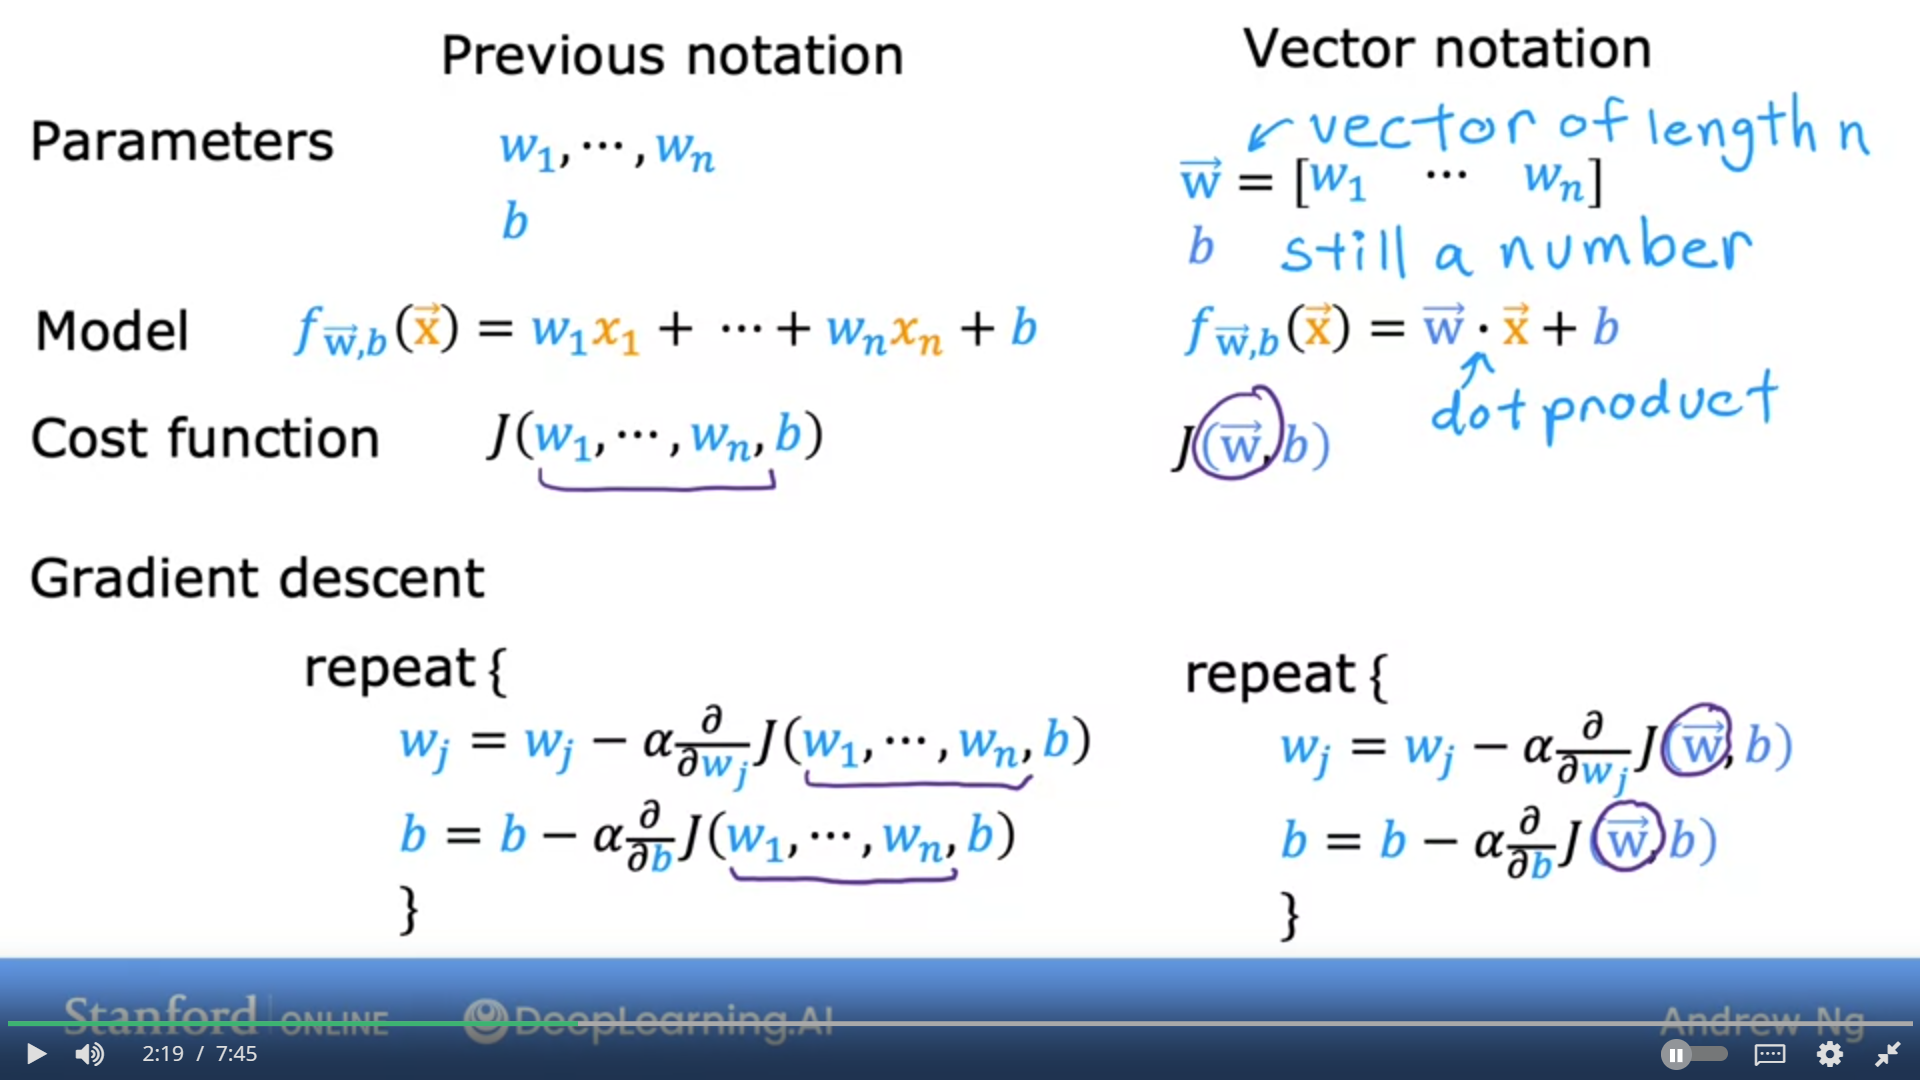 Previous notation
Vector notation
Parameters
w₁, ⋯ , wₙ
b
vector of length n
w⃗ = [w₁ ⋯ wₙ]
b still a number
Model
f_w⃗,b(x⃗) = w₁x₁ + ⋯ + wₙxₙ + b
f_w⃗,b(x⃗) = w⃗ · x⃗ + b
dot product
Cost function
J(w₁, ⋯ , wₙ, b)
J(w⃗, b)
Gradient descent
repeat {
wⱼ = wⱼ − α ∂/∂wⱼ J(w₁, ⋯ , wₙ, b)
b = b − α ∂/∂b J(w₁, ⋯ , wₙ, b)
}
repeat {
wⱼ = wⱼ − α ∂/∂wⱼ J(w⃗, b)
b = b − α ∂/∂b J(w⃗, b)
}
Stanford ONLINE DeepLearning.AI Andrew Ng
2:19 / 7:45